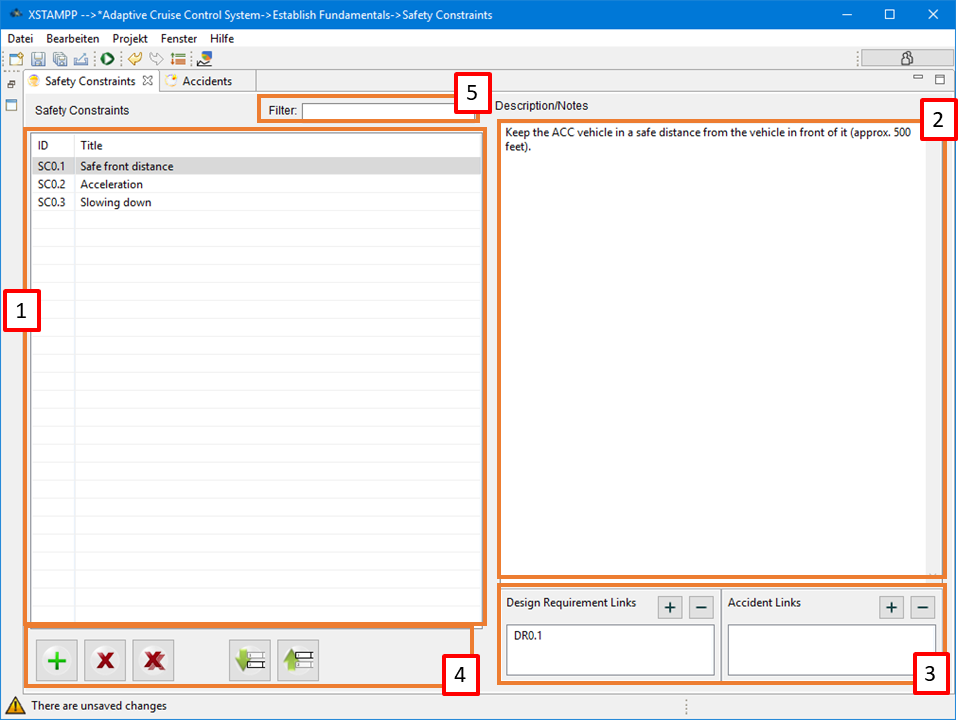 XSTAMPP -->*Adaptive Cruise Control System->Establish Fundamentals->Safety Constraints
Datei Bearbeiten Projekt Fenster Hilfe
Safety Constraints Accidents
Safety Constraints Filter: 5 Description/Notes
2
Keep the ACC vehicle in a safe distance from the vehicle in front of it (approx. 500
feet).
ID Title
SC0.1 Safe front distance
SC0.2 Acceleration
SC0.3 Slowing down
1
Design Requirement Links Accident Links
DR0.1
4
3
There are unsaved changes